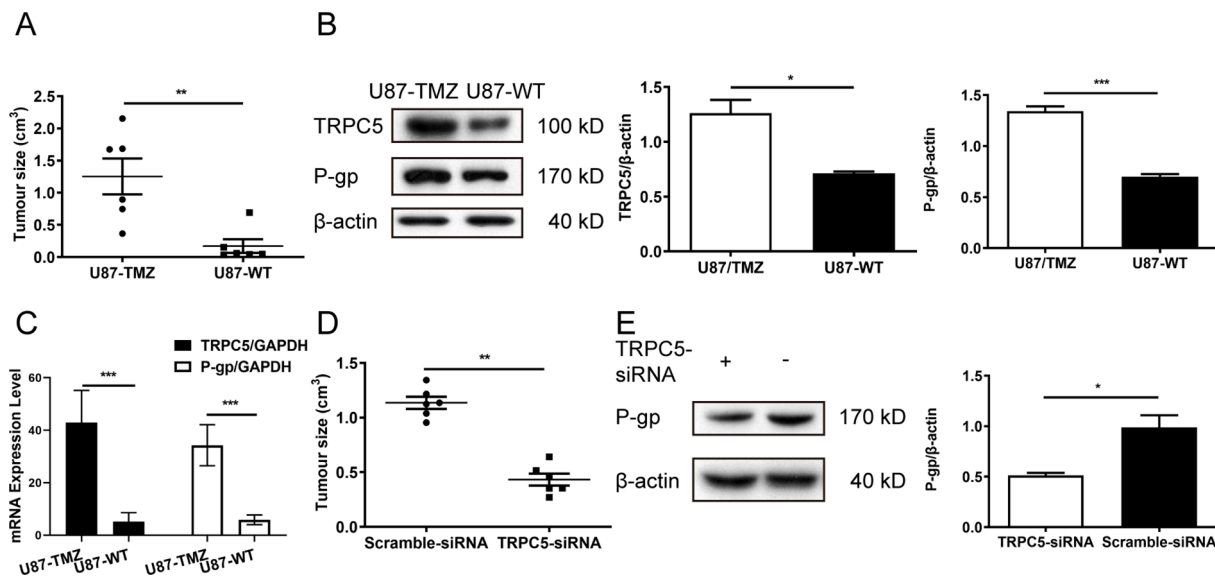 A
Tumour size (cm³)
2.5
2.0
1.5
1.0
0.5
0.0
**
U87-TMZ
U87-WT
B
U87-TMZ U87-WT
TRPC5
100 kD
P-gp
170 kD
β-actin
40 kD
TRPC5/β-actin
1.5
1.0
0.5
0.0
*
U87/TMZ
U87-WT
P-gp/β-actin
1.5
1.0
0.5
0.0
***
U87/TMZ
U87-WT
C
TRPC5/GAPDH
P-gp/GAPDH
mRNA Expression Level
60
40
20
0
***
***
U87-TMZ
U87-WT
U87-TMZ
U87-WT
D
Tumour size (cm³)
1.5
1.0
0.5
0.0
**
Scramble-siRNA
TRPC5-siRNA
E
TRPC5-
siRNA
+
-
P-gp
170 kD
β-actin
40 kD
P-gp/β-actin
1.5
1.0
0.5
0.0
*
TRPC5-siRNA
Scramble-siRNA